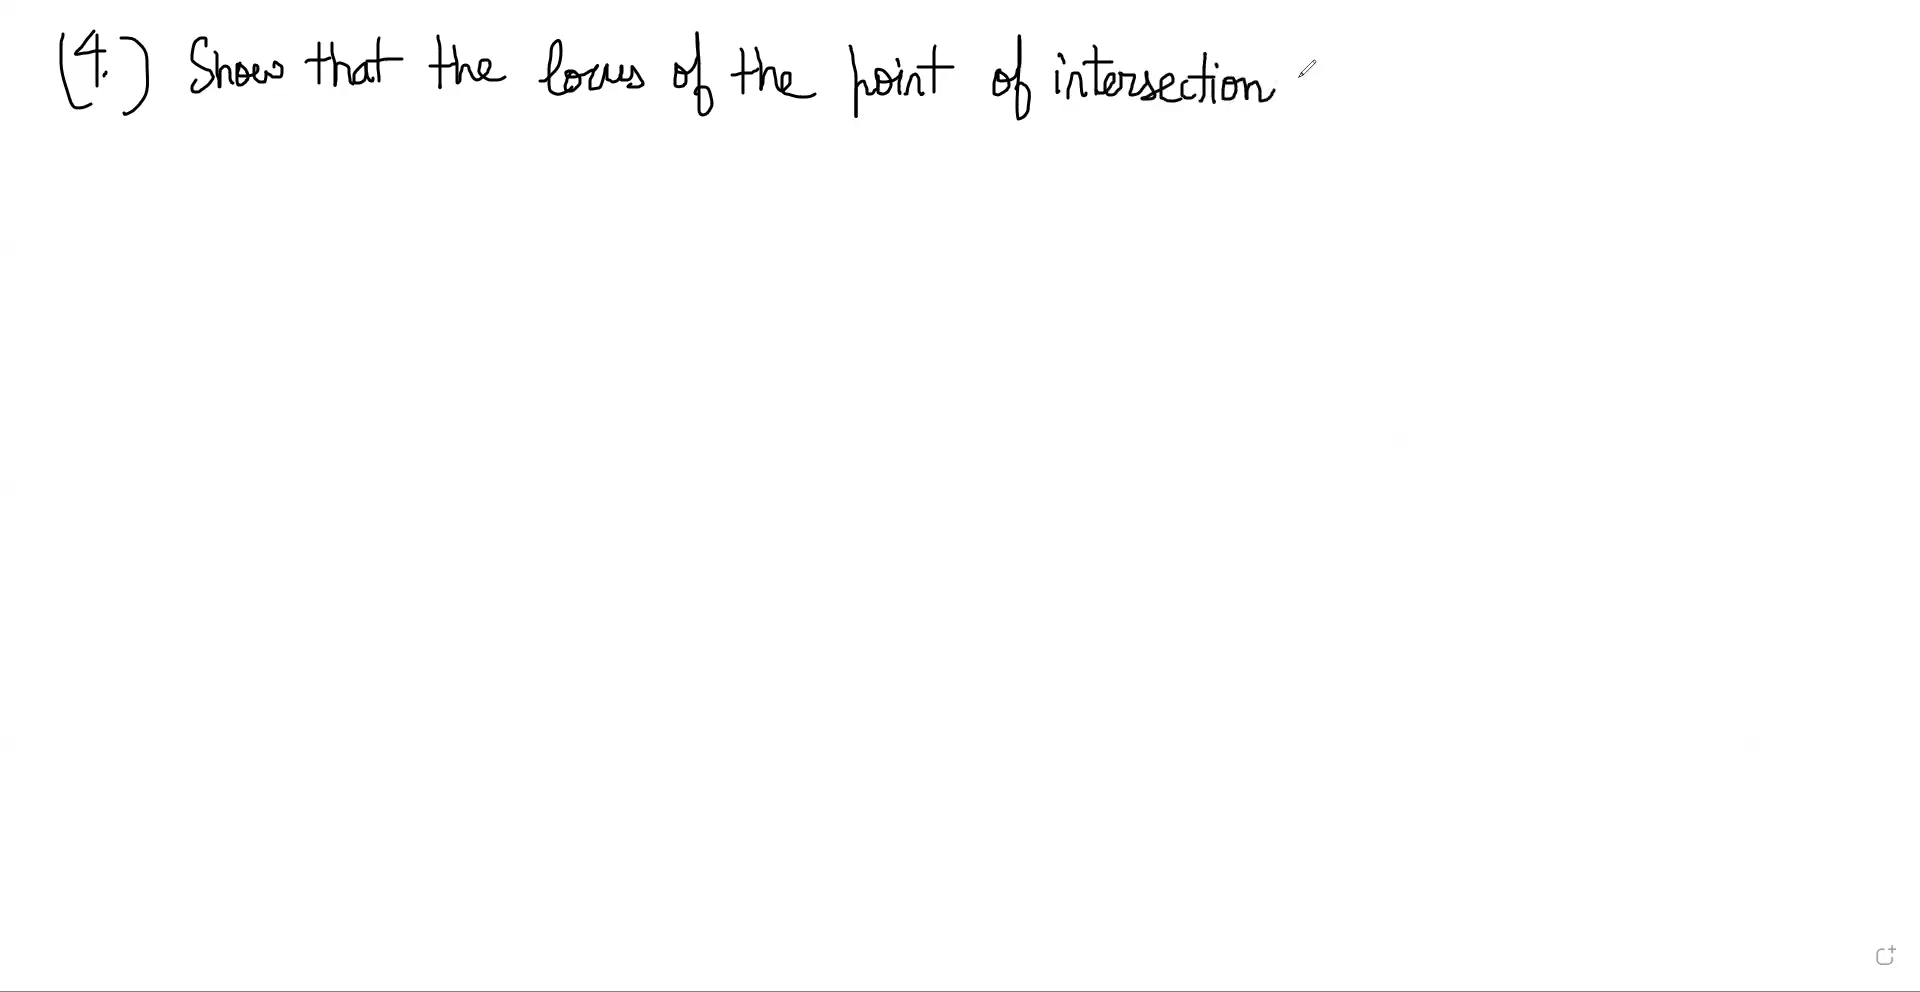 (4.) Show that the locus of the point of intersection